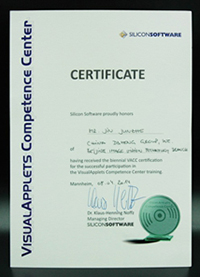 VISUALAPPLETS Competence Center
SILICONSOFTWARE
CERTIFICATE
Silicon Software proudly honors
having received the biennial VACC certification
for the successful participation in
the VisualApplets Competence Center training.
Mannheim,
Dr. Klaus-Henning Noffz
Managing Director
SILICONSOFTWARE